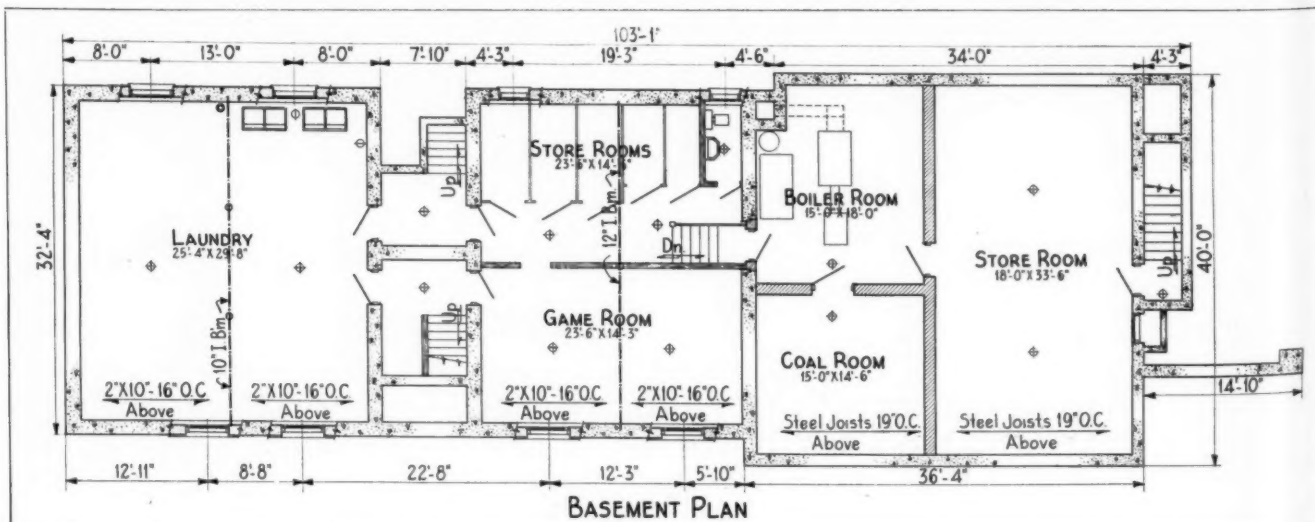 103'-1"
8'-0" 13'-0" 8'-0" 7'-10" 4'-3" 19'-3" 4'-6" 34'-0" 4'-3"
32'-4"
STORE ROOMS
23'-6"X14'-6"
Up
BOILER ROOM
15'-0"X18'-0"
LAUNDRY
25'-4"X29'-8"
12" I Bm.
Dn.
STORE ROOM
18'-0"X33'-6"
Up
40'-0"
10" I Bm.
Up
GAME ROOM
23'-6"X14'-3"
COAL ROOM
15'-0"X14'-6"
2"X10"-16"O.C.
Above
2"X10"-16"O.C.
Above
2"X10"-16"O.C.
Above
2"X10"-16"O.C.
Above
Steel Joists 19"O.C.
Above
Steel Joists 19"O.C.
Above
14'-10"
12'-11" 8'-8" 22'-8" 12'-3" 5'-10" 36'-4"
BASEMENT PLAN